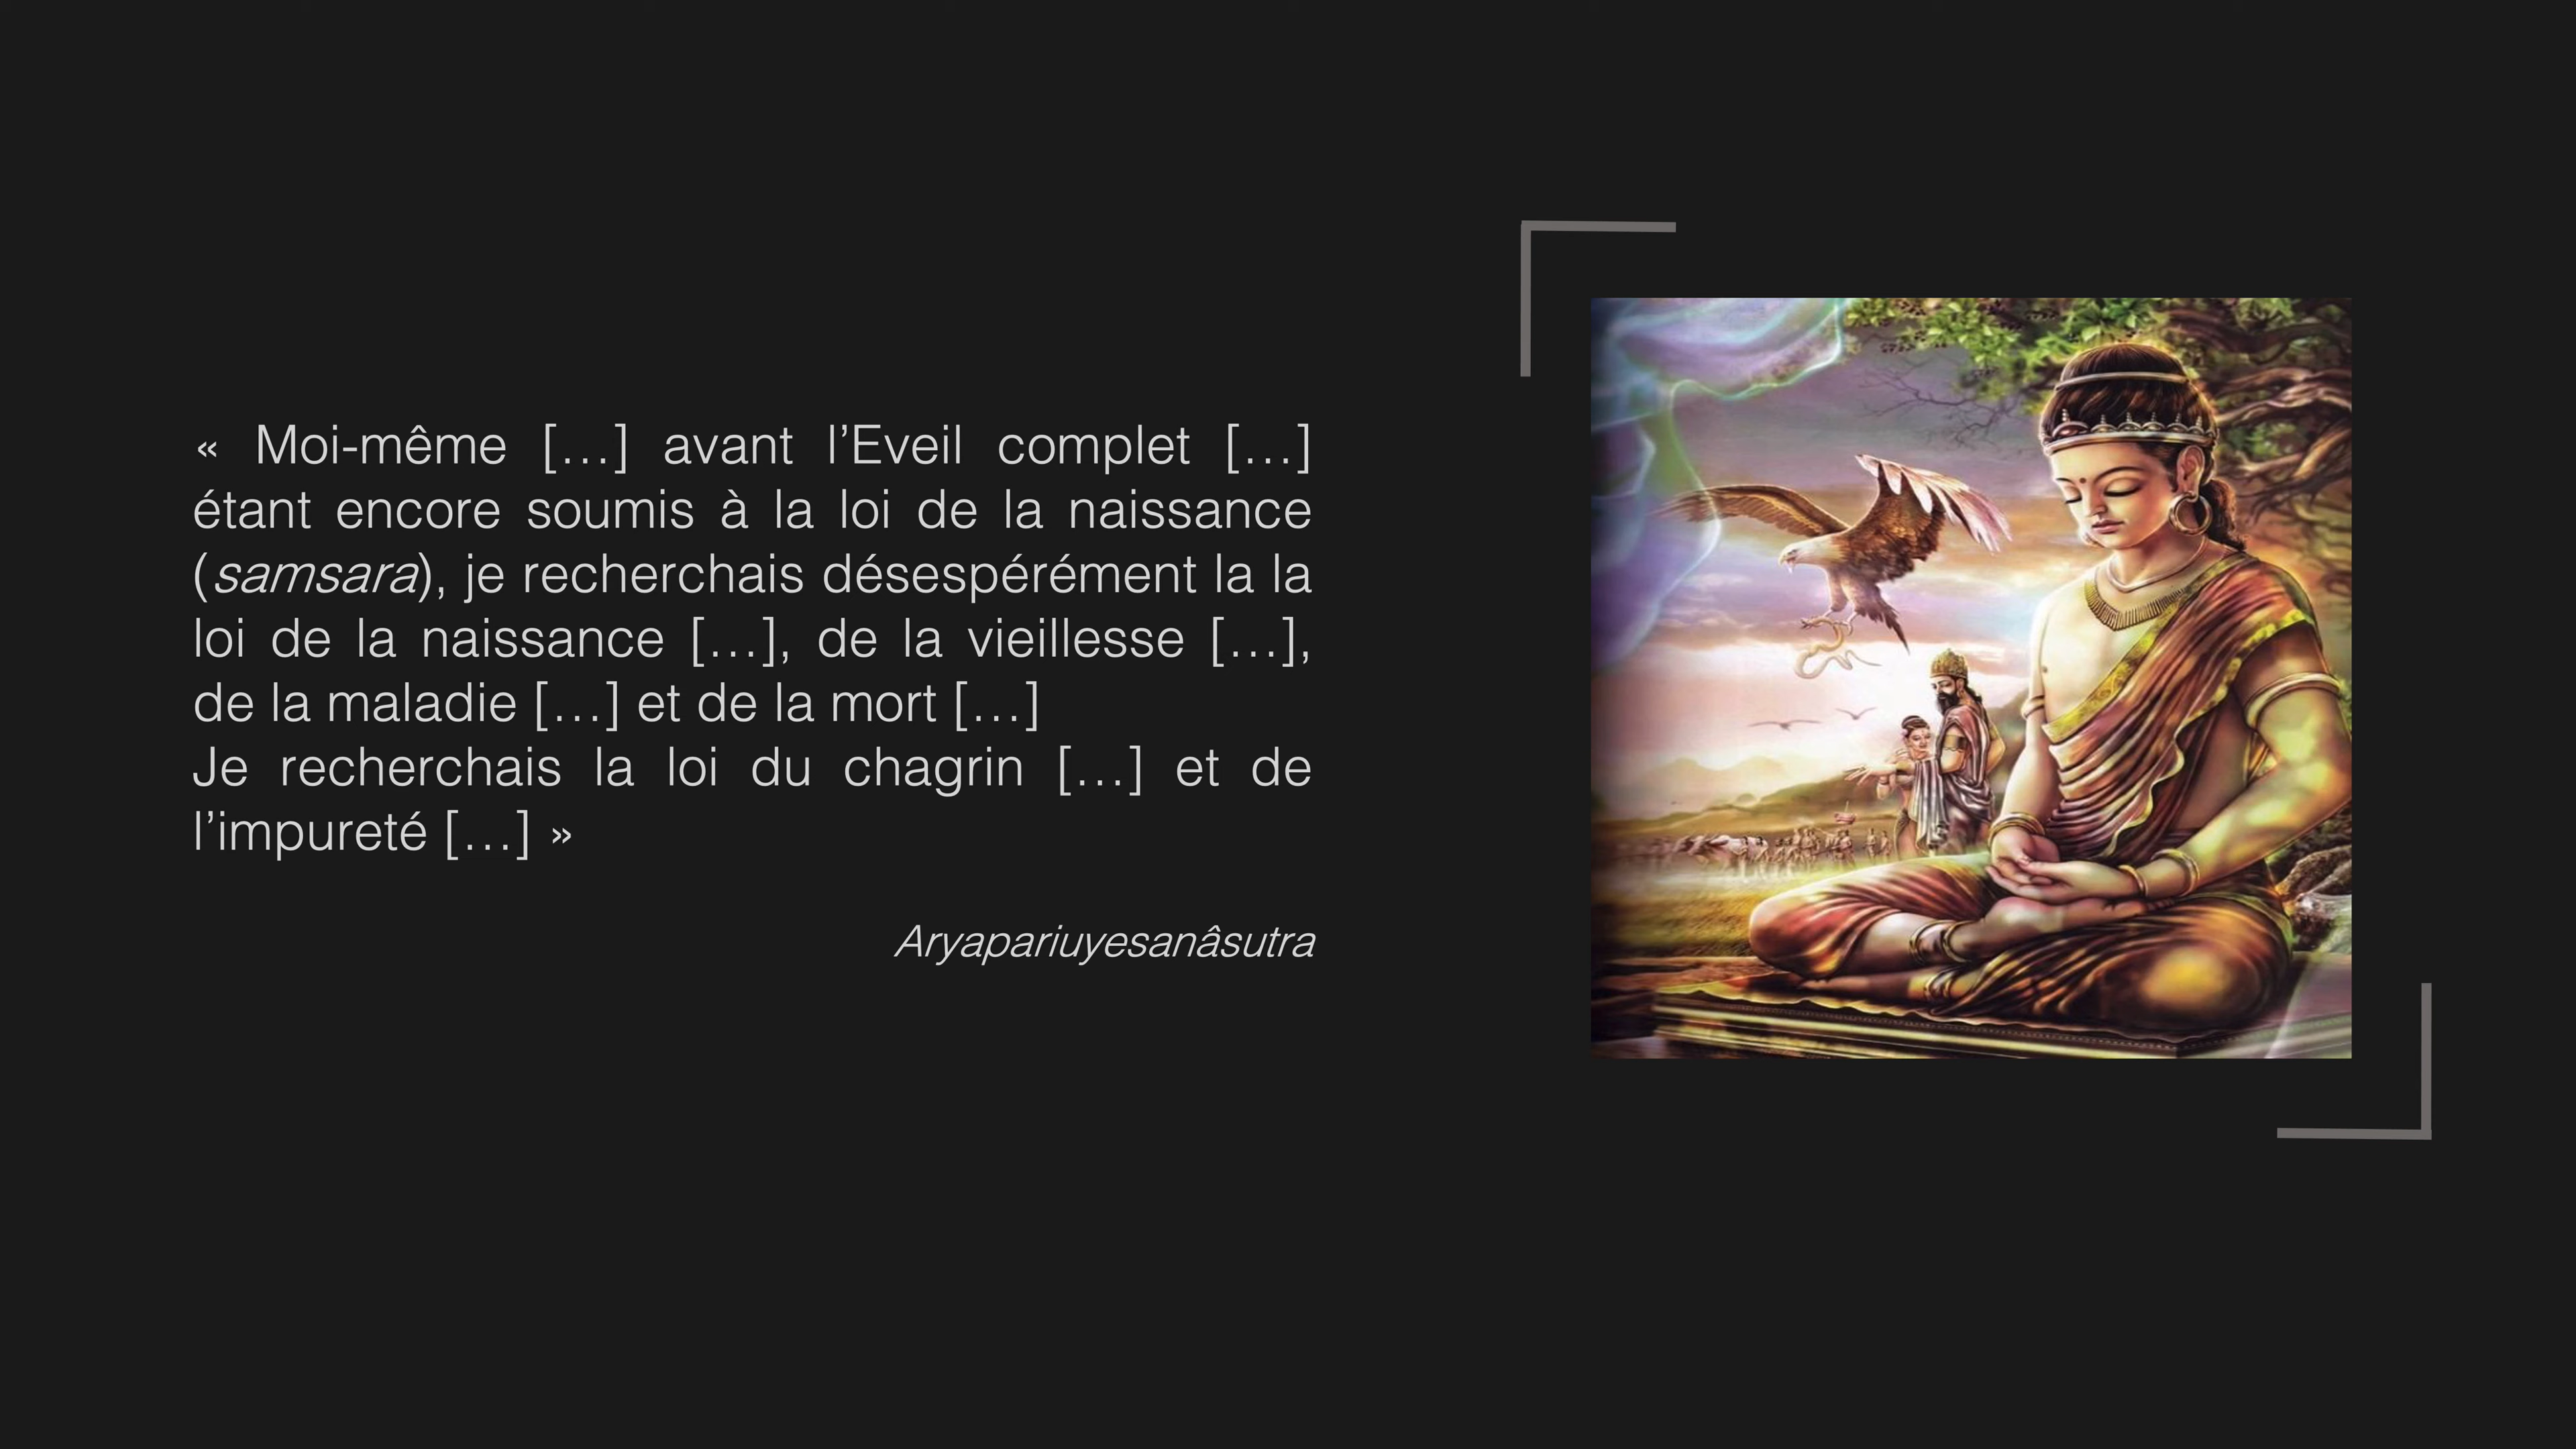 « Moi-même […] avant l’Eveil complet […]
étant encore soumis à la loi de la naissance
(samsara), je recherchais désespérément la la
loi de la naissance […], de la vieillesse […],
de la maladie […] et de la mort […]
Je recherchais la loi du chagrin […] et de
l’impureté […] »
Aryapariuyesanâsutra